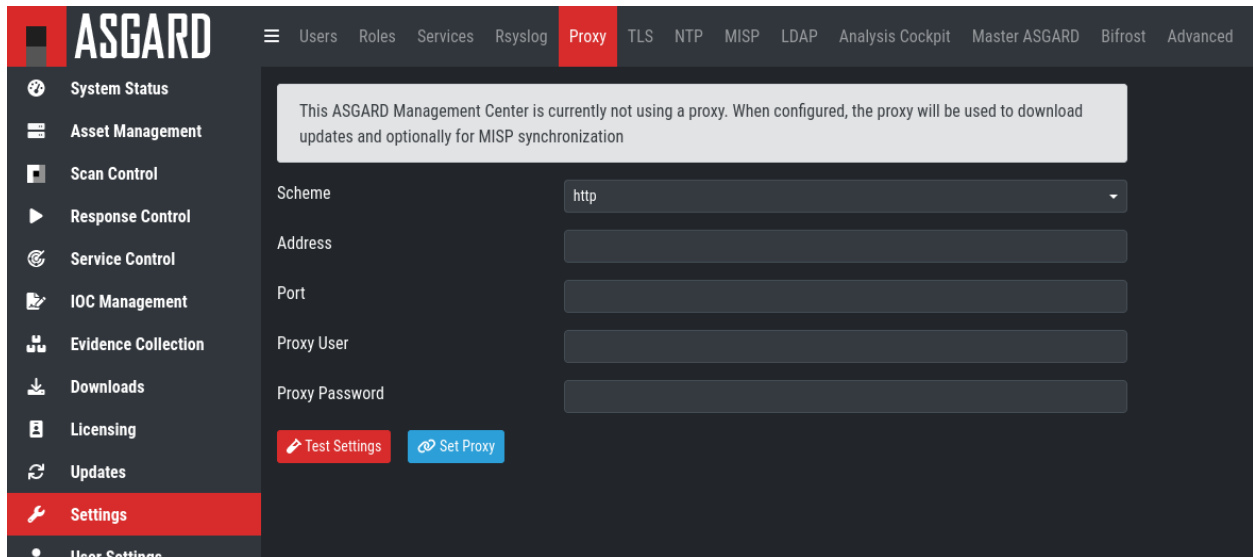 ASGARD
Users Roles Services Rsyslog Proxy TLS NTP MISP LDAP Analysis Cockpit Master ASGARD Bifrost Advanced
System Status
Asset Management
Scan Control
Response Control
Service Control
IOC Management
Evidence Collection
Downloads
Licensing
Updates
Settings
User Settings
This ASGARD Management Center is currently not using a proxy. When configured, the proxy will be used to download
updates and optionally for MISP synchronization
Scheme
http
Address
Port
Proxy User
Proxy Password
Test Settings
Set Proxy